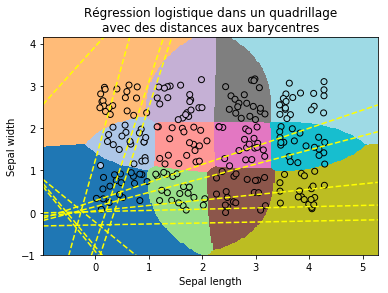 Régression logistique dans un quadrillage
avec des distances aux barycentres
Sepal width
4
3
2
1
0
−1
0 1 2 3 4 5
Sepal length